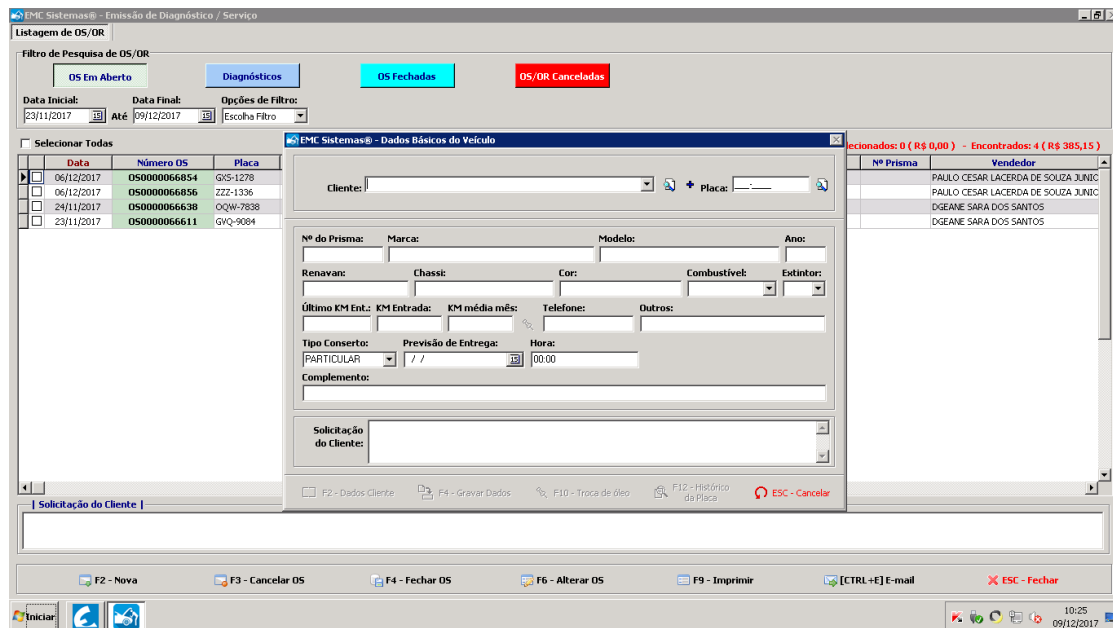 EMC Sistemas® - Emissão de Diagnóstico / Serviço
Listagem de OS/OR
Filtro de Pesquisa de OS/OR
OS Em Aberto Diagnósticos OS Fechadas OS/OR Canceladas
Data Inicial: Data Final: Opções de Filtro:
23/11/2017 15 Até 09/12/2017 15 Escolha Filtro
Selecionar Todas
ecionados: 0 ( R$ 0,00 ) - Encontrados: 4 ( R$ 385,15 )
Data Número OS Placa Nº Prisma Vendedor
06/12/2017 OS0000066854 GXS-1278 PAULO CESAR LACERDA DE SOUZA JUNIC
06/12/2017 OS0000066856 ZZZ-1336 PAULO CESAR LACERDA DE SOUZA JUNIC
24/11/2017 OS0000066638 OQW-7838 DGEANE SARA DOS SANTOS
23/11/2017 OS0000066611 GVQ-9084 DGEANE SARA DOS SANTOS
EMC Sistemas® - Dados Básicos do Veículo
Cliente: Placa: ___-____
Nº do Prisma: Marca: Modelo: Ano:
Renavan: Chassi: Cor: Combustível: Extintor:
Último KM Ent.: KM Entrada: KM média mês: Telefone: Outros:
Tipo Conserto: Previsão de Entrega: Hora:
PARTICULAR / / 15 00:00
Complemento:
Solicitação
do Cliente:
F2 - Dados Cliente F4 - Gravar Dados F10 - Troca de óleo F12 - Histórico
da Placa ESC - Cancelar
| Solicitação do Cliente |
F2 - Nova F3 - Cancelar OS F4 - Fechar OS F6 - Alterar OS F9 - Imprimir [CTRL+E] E-mail ESC - Fechar
Iniciar 10:25
09/12/2017